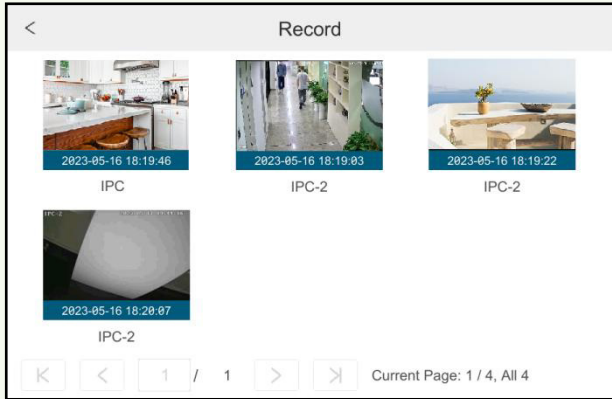 Record
2023-05-16 18:19:46
2023-05-16 18:19:03
2023-05-16 18:19:22
IPC
IPC-2
IPC-2
IPC-2
2023-05-16 18:20:07
IPC-2
1 / 1 Current Page: 1 / 4, All 4